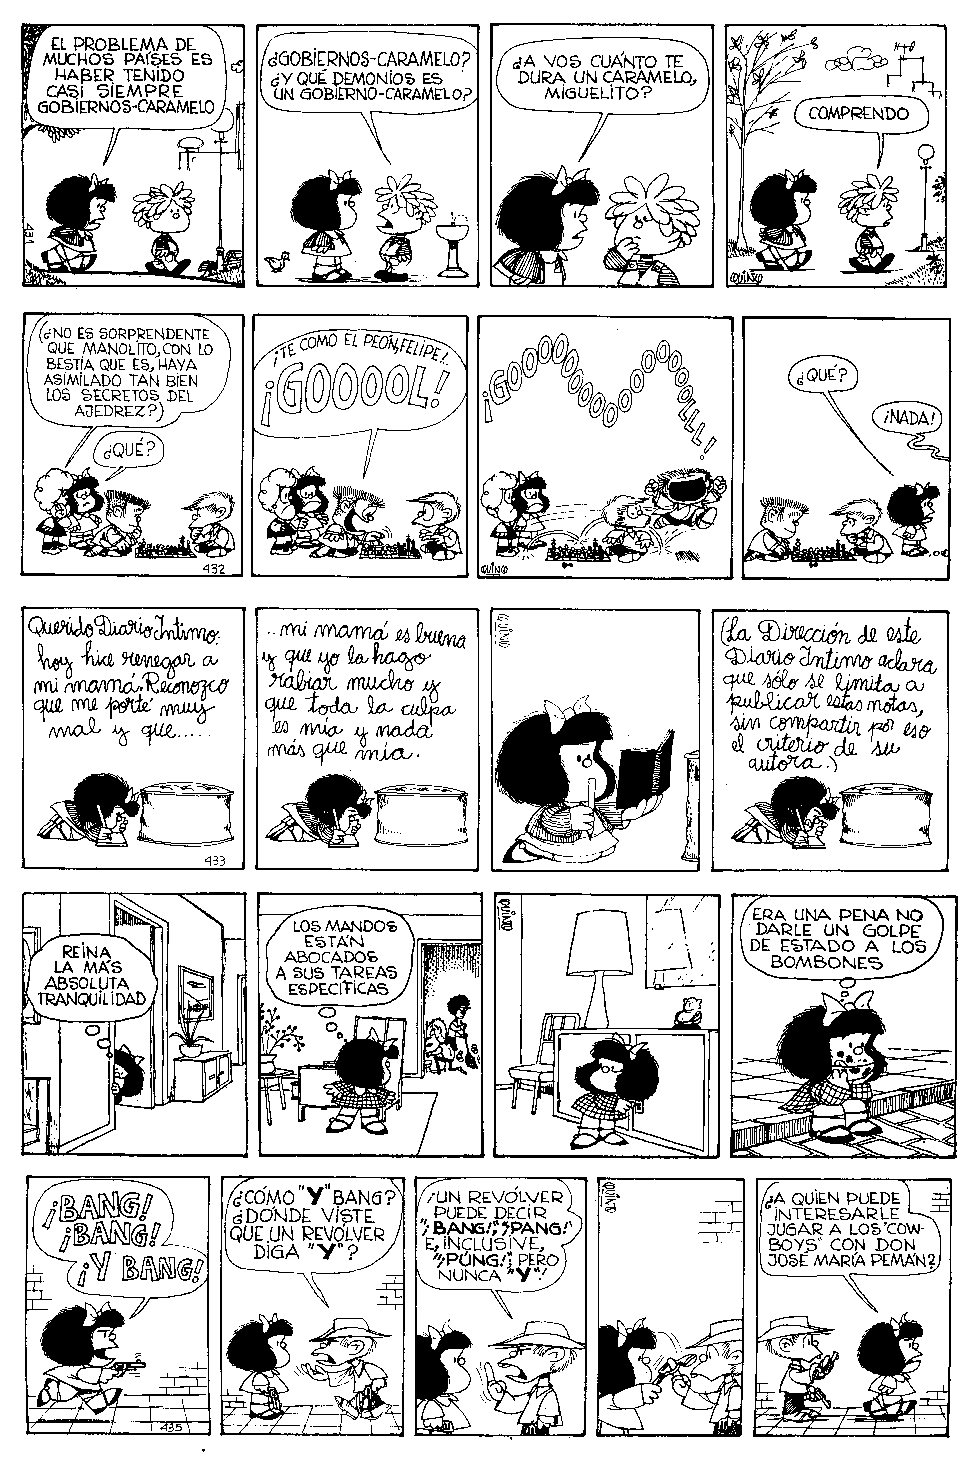 EL PROBLEMA DE
MUCHOS PAÍSES ES
HABER TENIDO
CASI SIEMPRE
GOBIERNOS-CARAMELO
431
¿GOBIERNOS-CARAMELO?
¿Y QUÉ DEMONIOS ES
UN GOBIERNO-CARAMELO?
¿A VOS CUÁNTO TE
DURA UN CARAMELO,
MIGUELITO?
COMPRENDO
QUINO
(¿NO ES SORPRENDENTE
QUE MANOLITO, CON LO
BESTIA QUE ES, HAYA
ASIMILADO TAN BIEN
LOS SECRETOS DEL
AJEDREZ?)
¿QUÉ?
432
¡TE COMO EL PEÓN, FELIPE!
¡GOOOOL!
¡GOOOOOOOOOOOOOOOOOLLL!
QUINO
¿QUÉ?
¡NADA!
Querido Diario Intimo:
hoy hice renegar a
mi mamá. Reconozco
que me porté muy
mal y que.....
433
...mi mamá es buena
y que yo la hago
rabiar mucho y
que toda la culpa
es mía y nada
más que mía.
QUINO
(La Dirección de este
Diario Intimo aclara
que sólo se limita a
publicar estas notas,
sin compartir por eso
el criterio de su
autora.)
REINA
LA MÁS
ABSOLUTA
TRANQUILIDAD
LOS MANDOS
ESTÁN
ABOCADOS
A SUS TAREAS
ESPECÍFICAS
QUINO
ERA UNA PENA NO
DARLE UN GOLPE
DE ESTADO A LOS
BOMBONES
¡BANG!
¡BANG!
¡Y BANG!
435
¿CÓMO "Y" BANG?
¿DÓNDE VISTE
QUE UN REVÓLVER
DIGA "Y"?
¡UN REVÓLVER
PUEDE DECIR
"¡BANG!", "¡PANG!"
E, INCLUSIVE,
"¡PÚNG!", PERO
NUNCA "Y"!
QUINO
¿A QUIEN PUEDE
INTERESARLE
JUGAR A LOS "COW-
BOYS" CON DON
JOSÉ MARÍA PEMÁN?